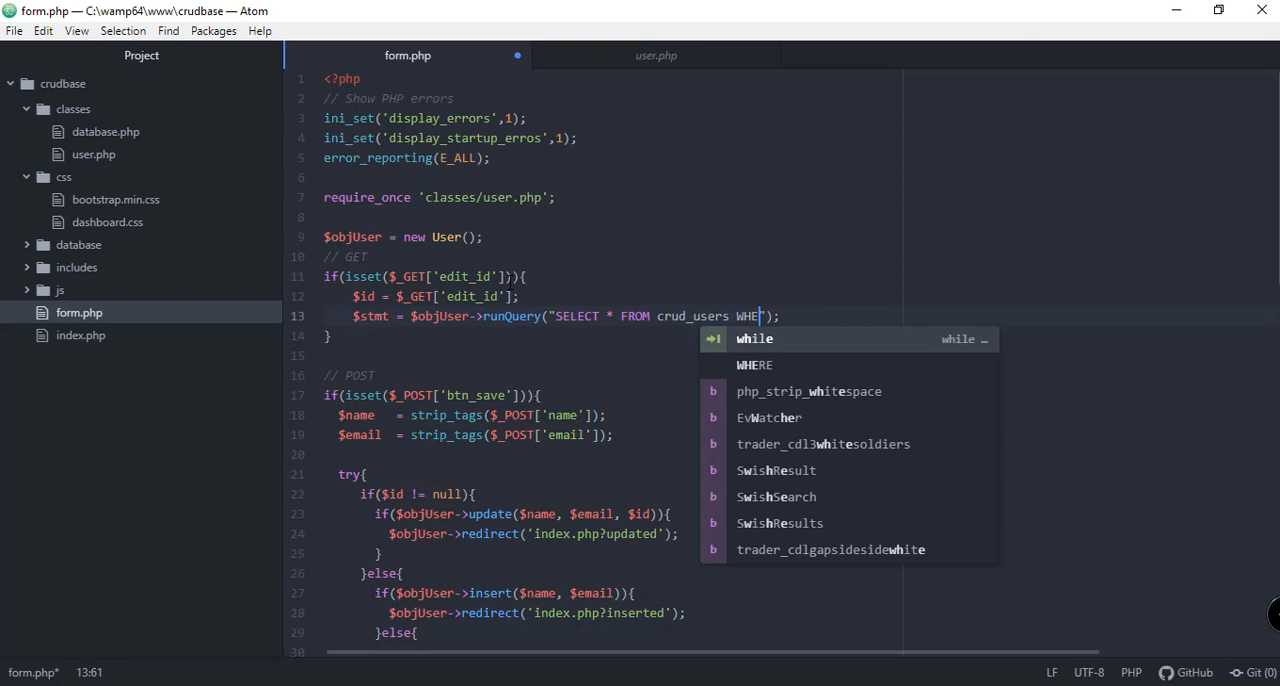 form.php — C:\wamp64\www\crudbase — Atom
File Edit View Selection Find Packages Help
Project
form.php
user.php
crudbase
classes
database.php
user.php
css
bootstrap.min.css
dashboard.css
database
includes
js
form.php
index.php
1 <?php
2 // Show PHP errors
3 ini_set('display_errors',1);
4 ini_set('display_startup_erros',1);
5 error_reporting(E_ALL);
6
7 require_once 'classes/user.php';
8
9 $objUser = new User();
10 // GET
11 if(isset($_GET['edit_id'])){
12 $id = $_GET['edit_id'];
13 $stmt = $objUser->runQuery("SELECT * FROM crud_users WHE");
14 }
15
16 // POST
17 if(isset($_POST['btn_save'])){
18 $name = strip_tags($_POST['name']);
19 $email = strip_tags($_POST['email']);
20
21 try{
22 if($id != null){
23 if($objUser->update($name, $email, $id)){
24 $objUser->redirect('index.php?updated');
25 }
26 }else{
27 if($objUser->insert($name, $email)){
28 $objUser->redirect('index.php?inserted');
29 }else{
30
while while …
WHERE
b php_strip_whitespace
b EvWatcher
b trader_cdl3whitesoldiers
b SwishResult
b SwishSearch
b SwishResults
b trader_cdlgapsidesidewhite
form.php* 13:61
LF UTF-8 PHP GitHub Git (0)